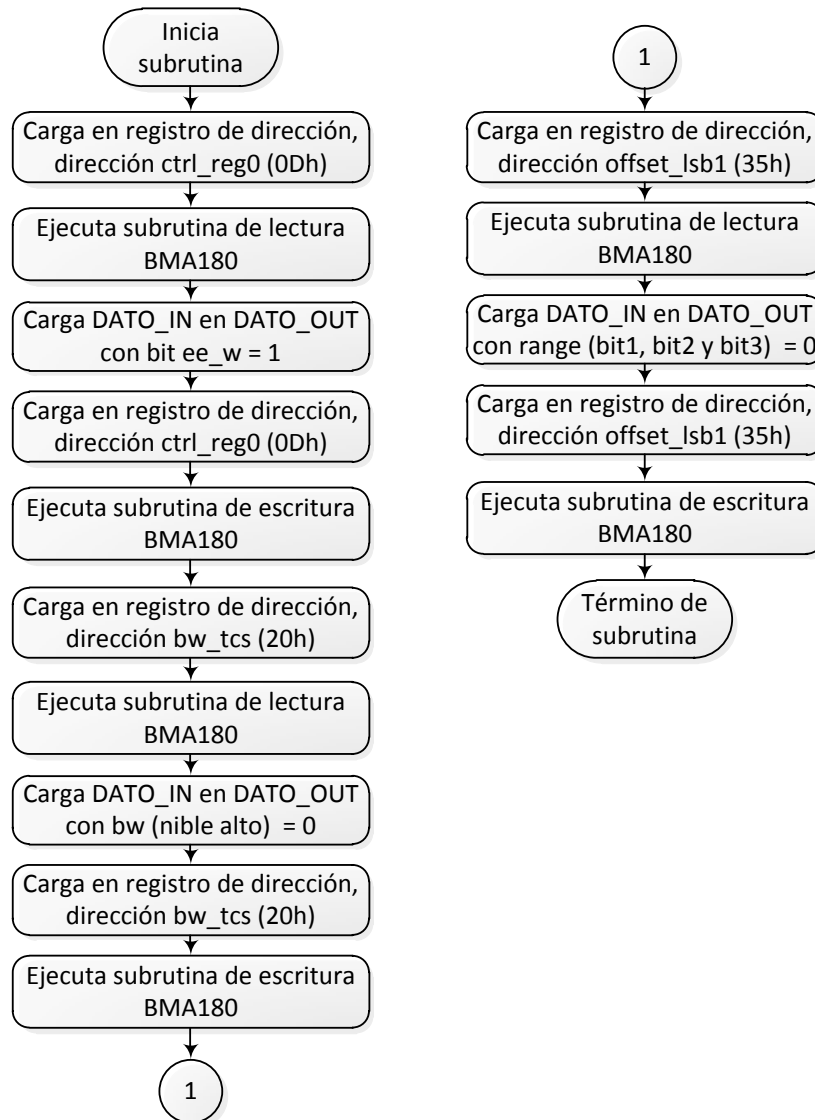 Inicia
subrutina
Carga en registro de dirección,
dirección ctrl_reg0 (0Dh)
Ejecuta subrutina de lectura
BMA180
Carga DATO_IN en DATO_OUT
con bit ee_w = 1
Carga en registro de dirección,
dirección ctrl_reg0 (0Dh)
Ejecuta subrutina de escritura
BMA180
Carga en registro de dirección,
dirección bw_tcs (20h)
Ejecuta subrutina de lectura
BMA180
Carga DATO_IN en DATO_OUT
con bw (nible alto) = 0
Carga en registro de dirección,
dirección bw_tcs (20h)
Ejecuta subrutina de escritura
BMA180
1
1
Carga en registro de dirección,
dirección offset_lsb1 (35h)
Ejecuta subrutina de lectura
BMA180
Carga DATO_IN en DATO_OUT
con range (bit1, bit2 y bit3) = 0
Carga en registro de dirección,
dirección offset_lsb1 (35h)
Ejecuta subrutina de escritura
BMA180
Término de
subrutina